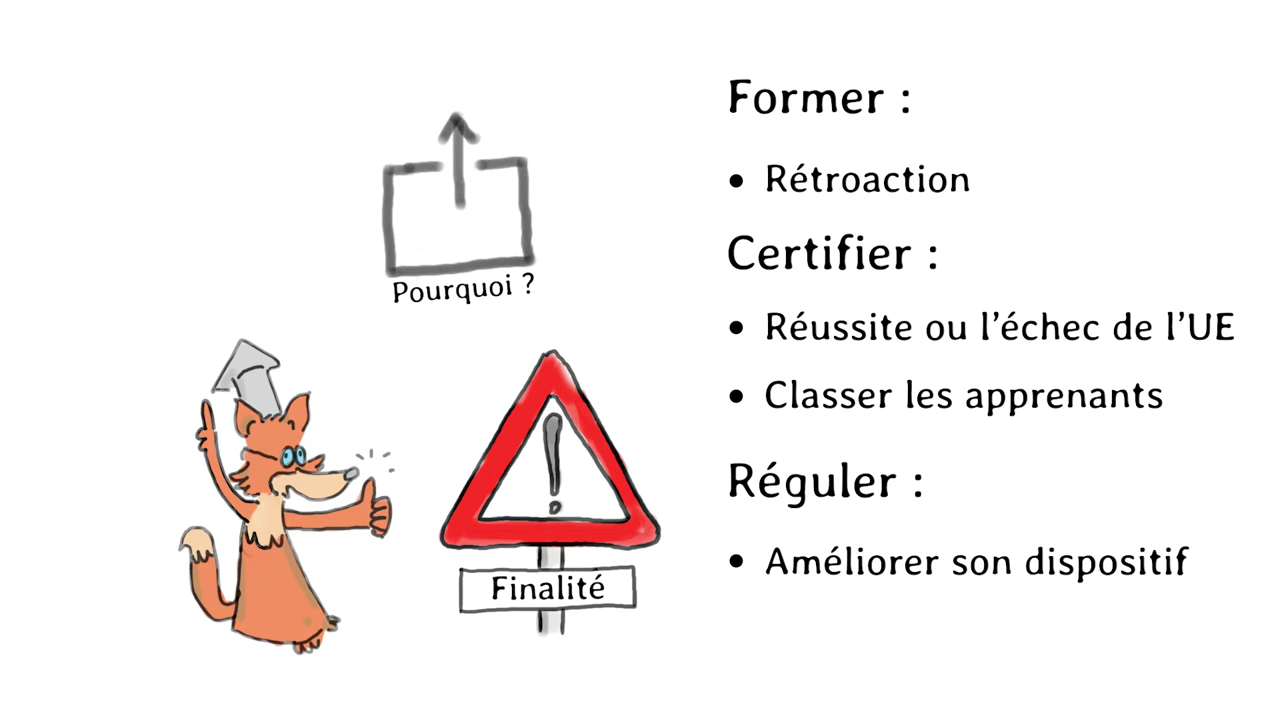 Pourquoi ?
Finalité
Former :
• Rétroaction
Certifier :
• Réussite ou l'échec de l'UE
• Classer les apprenants
Réguler :
• Améliorer son dispositif